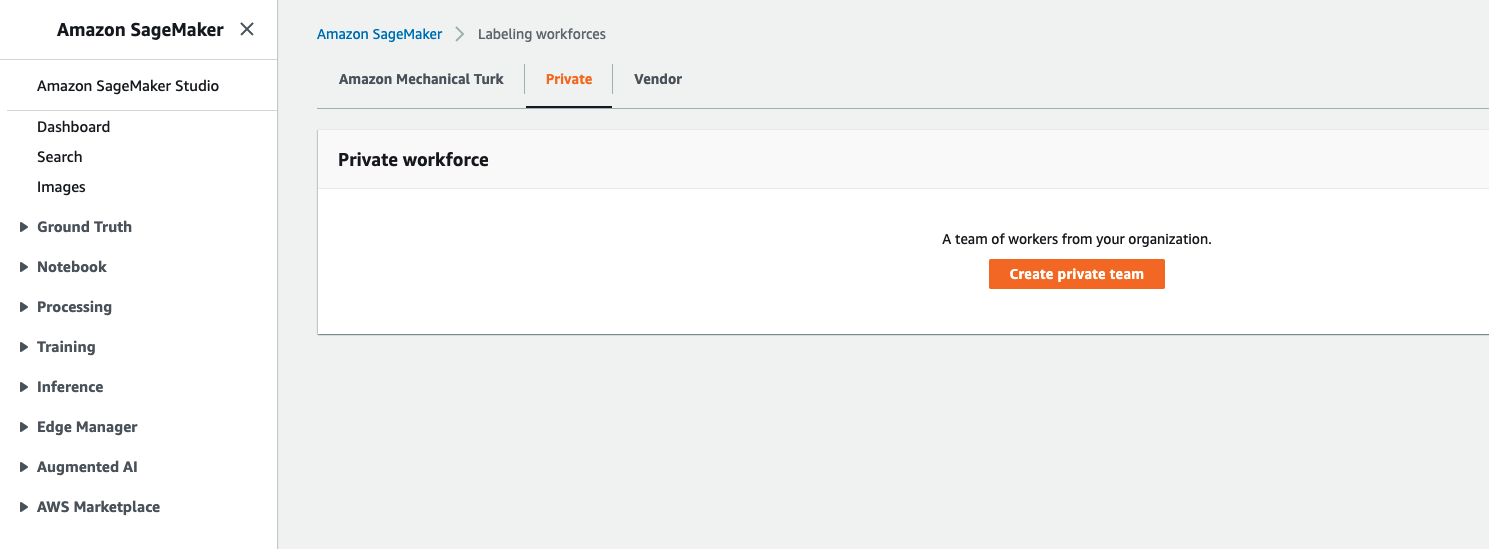 Amazon SageMaker
Amazon SageMaker Studio
Dashboard
Search
Images
Ground Truth
Notebook
Processing
Training
Inference
Edge Manager
Augmented AI
AWS Marketplace
Amazon SageMaker > Labeling workforces
Amazon Mechanical Turk Private Vendor
Private workforce
A team of workers from your organization.
Create private team